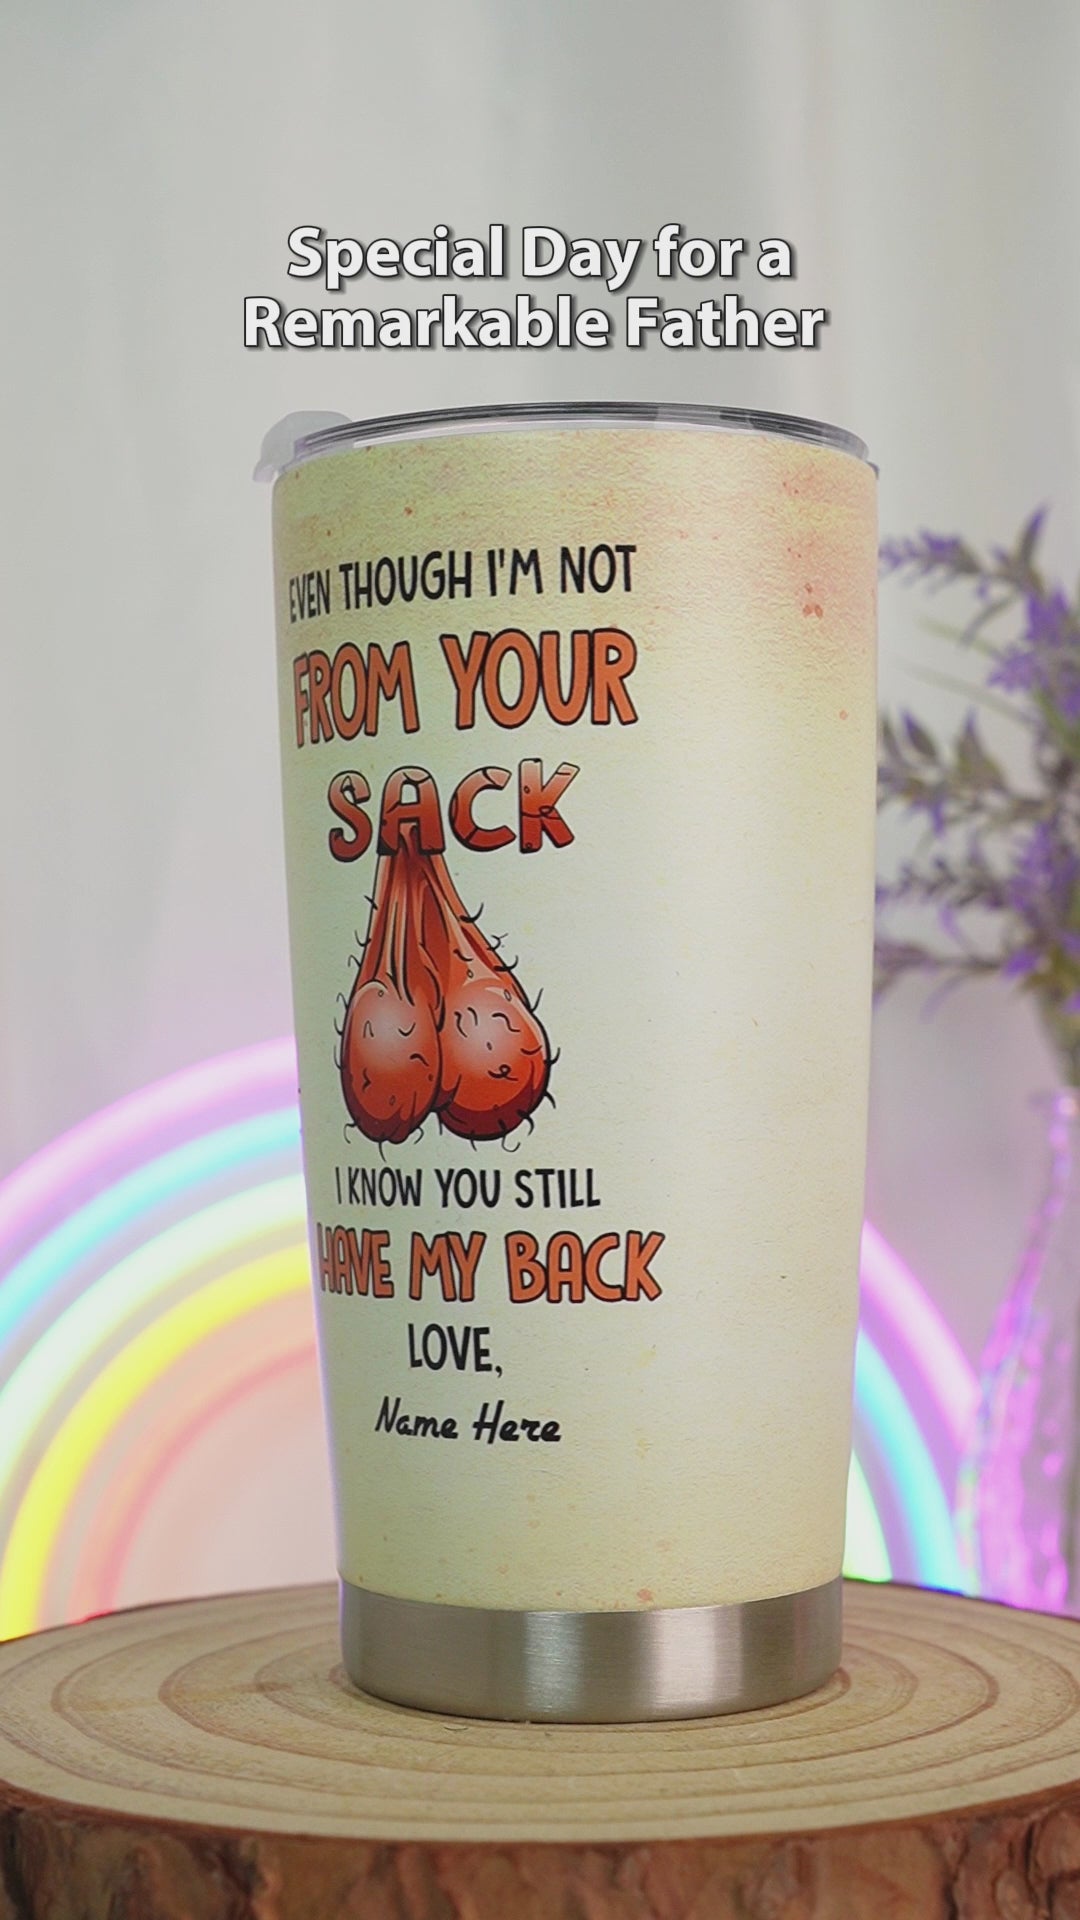 Special Day for a
Remarkable Father
EVEN THOUGH I'M NOT
FROM YOUR
SACK
I KNOW YOU STILL
HAVE MY BACK
LOVE,
Name Here